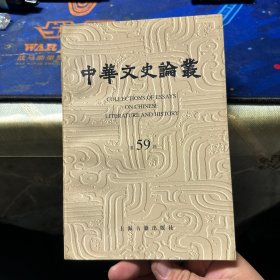 中華文史論叢
COLLECTIONS OF ESSAYS
ON CHINESE
LITERATURE AND HISTORY
59
上海古籍出版社
WAR